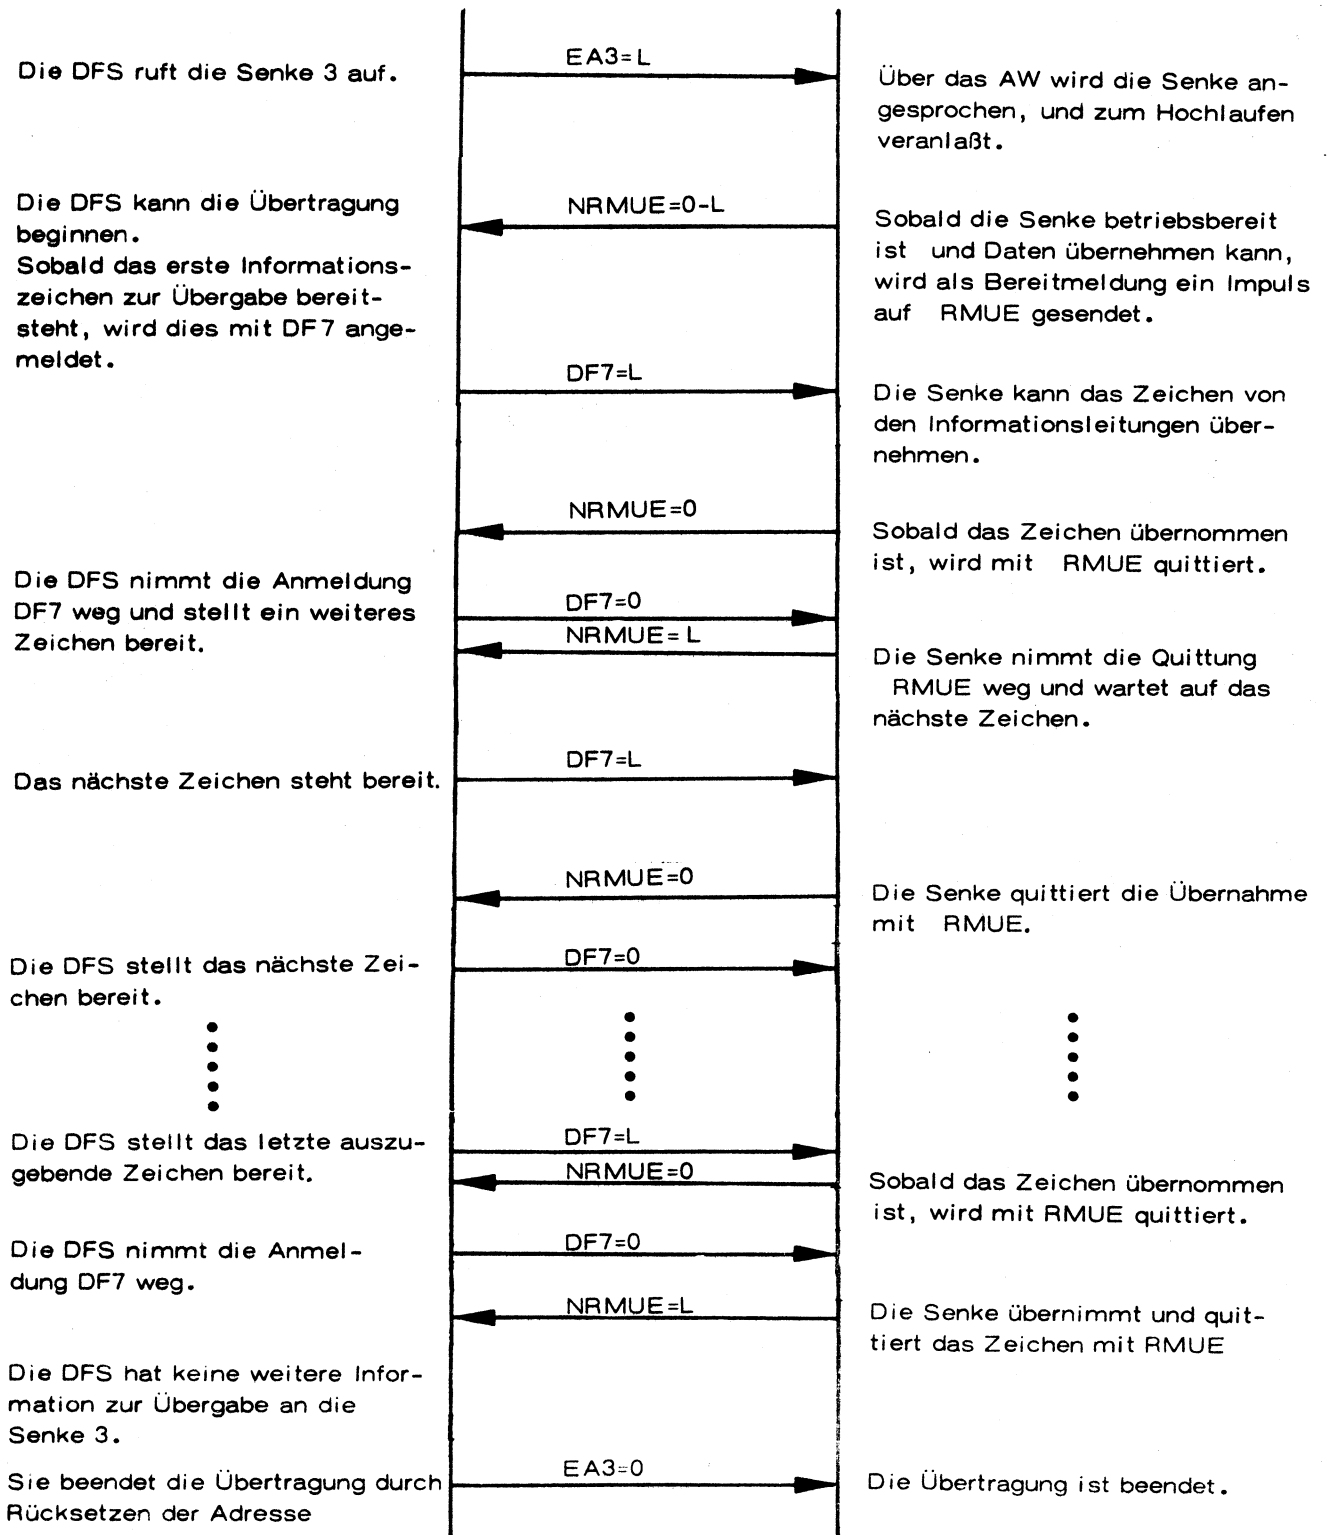 EA3=L
Die DFS ruft die Senke 3 auf.
Über das AW wird die Senke an-
gesprochen, und zum Hochlaufen
veranlaßt.
Die DFS kann die Übertragung
beginnen.
Sobald das erste Informations-
zeichen zur Übergabe bereit-
steht, wird dies mit DF7 ange-
meldet.
NRMUE=0-L
Sobald die Senke betriebsbereit
ist und Daten übernehmen kann,
wird als Bereitmeldung ein Impuls
auf RMUE gesendet.
DF7=L
Die Senke kann das Zeichen von
den Informationsleitungen über-
nehmen.
NRMUE=0
Sobald das Zeichen übernommen
ist, wird mit RMUE quittiert.
Die DFS nimmt die Anmeldung
DF7 weg und stellt ein weiteres
Zeichen bereit.
DF7=0
NRMUE=L
Die Senke nimmt die Quittung
RMUE weg und wartet auf das
nächste Zeichen.
DF7=L
Das nächste Zeichen steht bereit.
NRMUE=0
Die Senke quittiert die Übernahme
mit RMUE.
DF7=0
Die DFS stellt das nächste Zei-
chen bereit.
DF7=L
Die DFS stellt das letzte auszu-
gebende Zeichen bereit.
NRMUE=0
Sobald das Zeichen übernommen
ist, wird mit RMUE quittiert.
Die DFS nimmt die Anmel-
dung DF7 weg.
DF7=0
NRMUE=L
Die Senke übernimmt und quit-
tiert das Zeichen mit RMUE
Die DFS hat keine weitere Infor-
mation zur Übergabe an die
Senke 3.
Sie beendet die Übertragung durch
Rücksetzen der Adresse
EA3=0
Die Übertragung ist beendet.